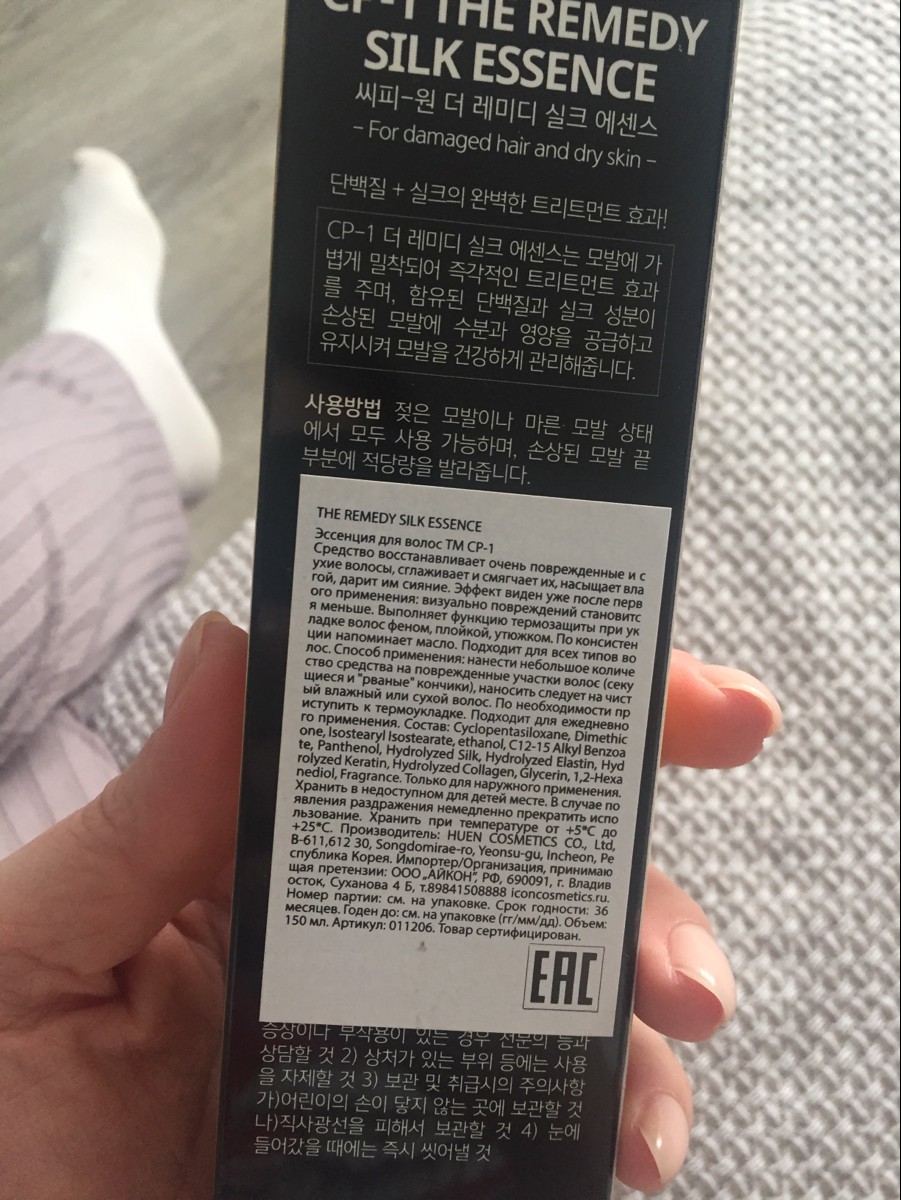 CP-1 THE REMEDY
SILK ESSENCE
씨피-원 더 레미디 실크 에센스
– For damaged hair and dry skin –
단백질 + 실크의 완벽한 트리트먼트 효과!
CP-1 더 레미디 실크 에센스는 모발에 가
볍게 밀착되어 즉각적인 트리트먼트 효과
를 주며, 함유된 단백질과 실크 성분이
손상된 모발에 수분과 영양을 공급하고
유지시켜 모발을 건강하게 관리해줍니다.
사용방법 젖은 모발이나 마른 모발 상태
에서 모두 사용 가능하며, 손상된 모발 끝
부분에 적당량을 발라줍니다.
THE REMEDY SILK ESSENCE
Эссенция для волос ТМ CP-1
Средство восстанавливает очень поврежденные и с
ухие волосы, сглаживает и смягчает их, насыщает вла
гой, дарит им сияние. Эффект виден уже после перв
ого применения: визуально повреждений становитс
я меньше. Выполняет функцию термозащиты при ук
ладке волос феном, плойкой, утюжком. По консистен
ции напоминает масло. Подходит для всех типов во
лос. Способ применения: нанести небольшое количе
ство средства на поврежденные участки волос (секу
щиеся и "рваные" кончики), наносить следует на чист
ый влажный или сухой волос. По необходимости пр
иступить к термоукладке. Подходит для ежедневно
го применения. Состав: Cyclopentasiloxane, Dimethic
one, Isostearyl Isostearate, ethanol, C12-15 Alkyl Benzoa
te, Panthenol, Hydrolyzed Silk, Hydrolyzed Elastin, Hyd
rolyzed Keratin, Hydrolyzed Collagen, Glycerin, 1,2-Hexa
nediol, Fragrance. Только для наружного применения.
Хранить в недоступном для детей месте. В случае по
явления раздражения немедленно прекратить испо
льзование. Хранить при температуре от +5°C до
+25°C. Производитель: HUEN COSMETICS CO., Ltd,
B-611,612 30, Songdomirae-ro, Yeonsu-gu, Incheon, Ре
спублика Корея. Импортер/Организация, принимаю
щая претензии: ООО „АЙКОН", РФ, 690091, г. Владив
осток, Суханова 4 Б, т.89841508888 iconcosmetics.ru.
Номер партии: см. на упаковке. Срок годности: 36
месяцев. Годен до: см. на упаковке (гг/мм/дд). Объем:
150 мл. Артикул: 011206. Товар сертифицирован.
EAC
증상이나 부작용이 있는 경우 전문의 등과
상담할 것 2) 상처가 있는 부위 등에는 사용
을 자제할 것 3) 보관 및 취급시의 주의사항
가)어린이의 손이 닿지 않는 곳에 보관할 것
나)직사광선을 피해서 보관할 것 4) 눈에
들어갔을 때에는 즉시 씻어낼 것